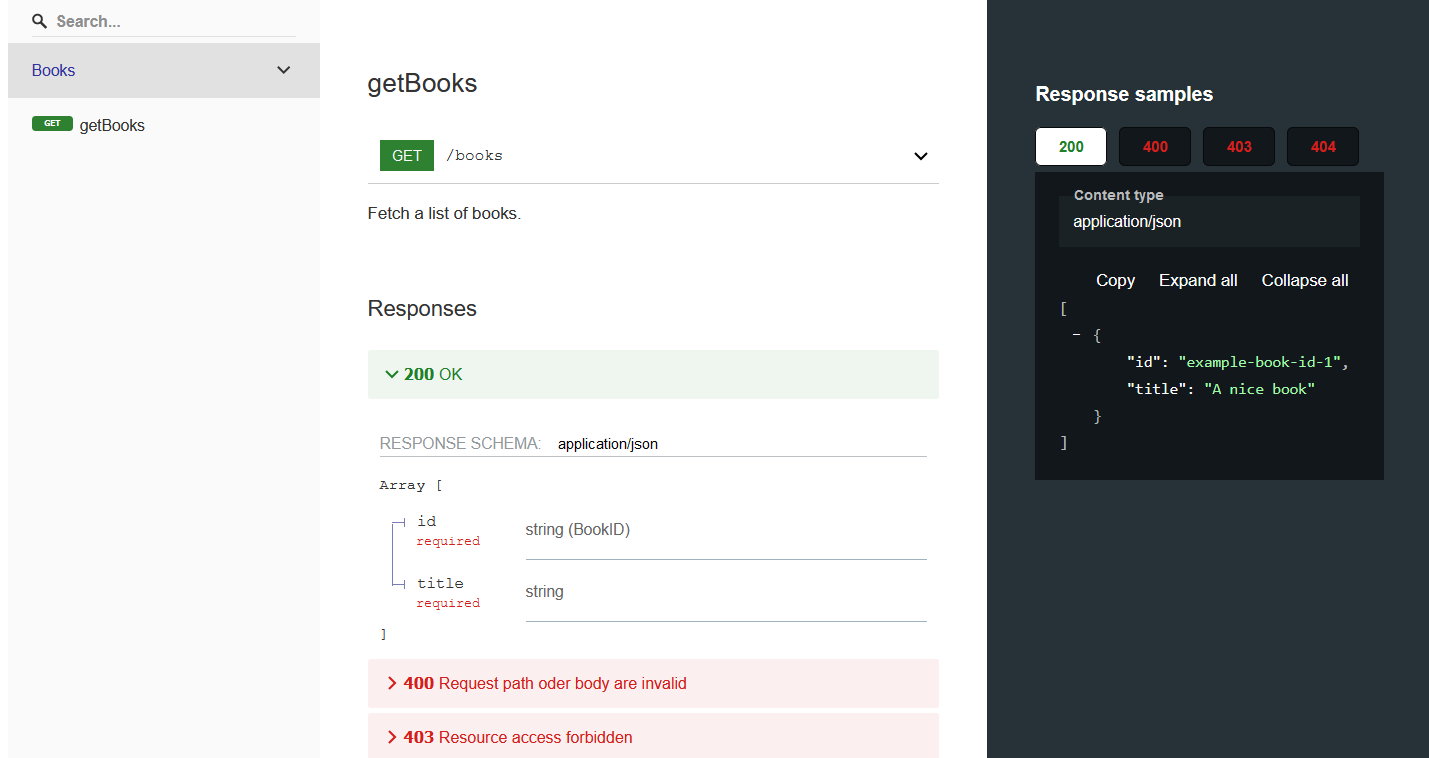 Search...
Books
GET getBooks
getBooks
GET /books
Fetch a list of books.
Responses
200 OK
RESPONSE SCHEMA: application/json
Array [
id
required
string (BookID)
title
required
string
]
400 Request path oder body are invalid
403 Resource access forbidden
Response samples
200 400 403 404
Content type
application/json
Copy Expand all Collapse all
[
- {
"id": "example-book-id-1",
"title": "A nice book"
}
]